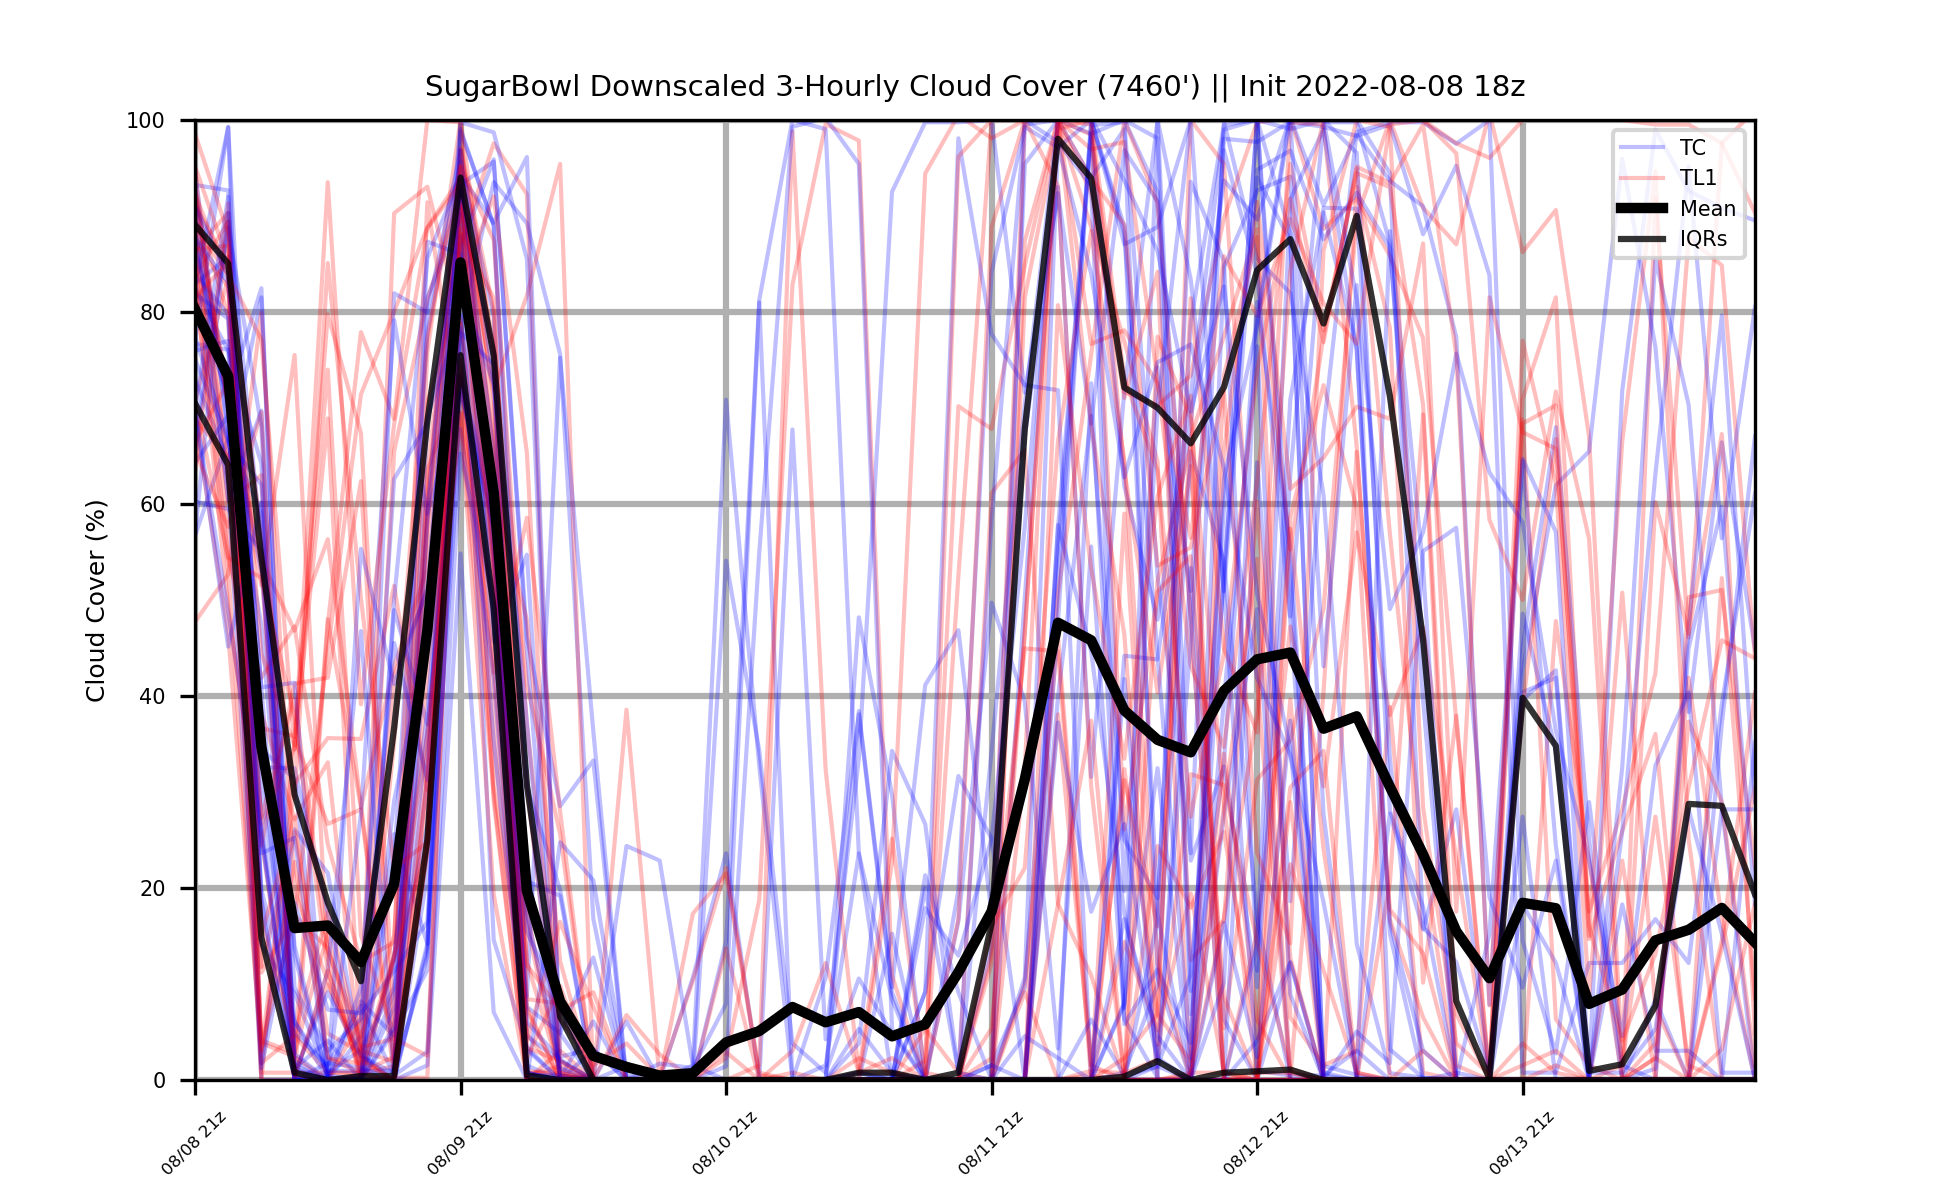 SugarBowl Downscaled 3-Hourly Cloud Cover (7460') || Init 2022-08-08 18z
100
80
60
40
20
0
Cloud Cover (%)
TC
TL1
Mean
IQRs
08/08 21z
08/09 21z
08/10 21z
08/11 21z
08/12 21z
08/13 21z